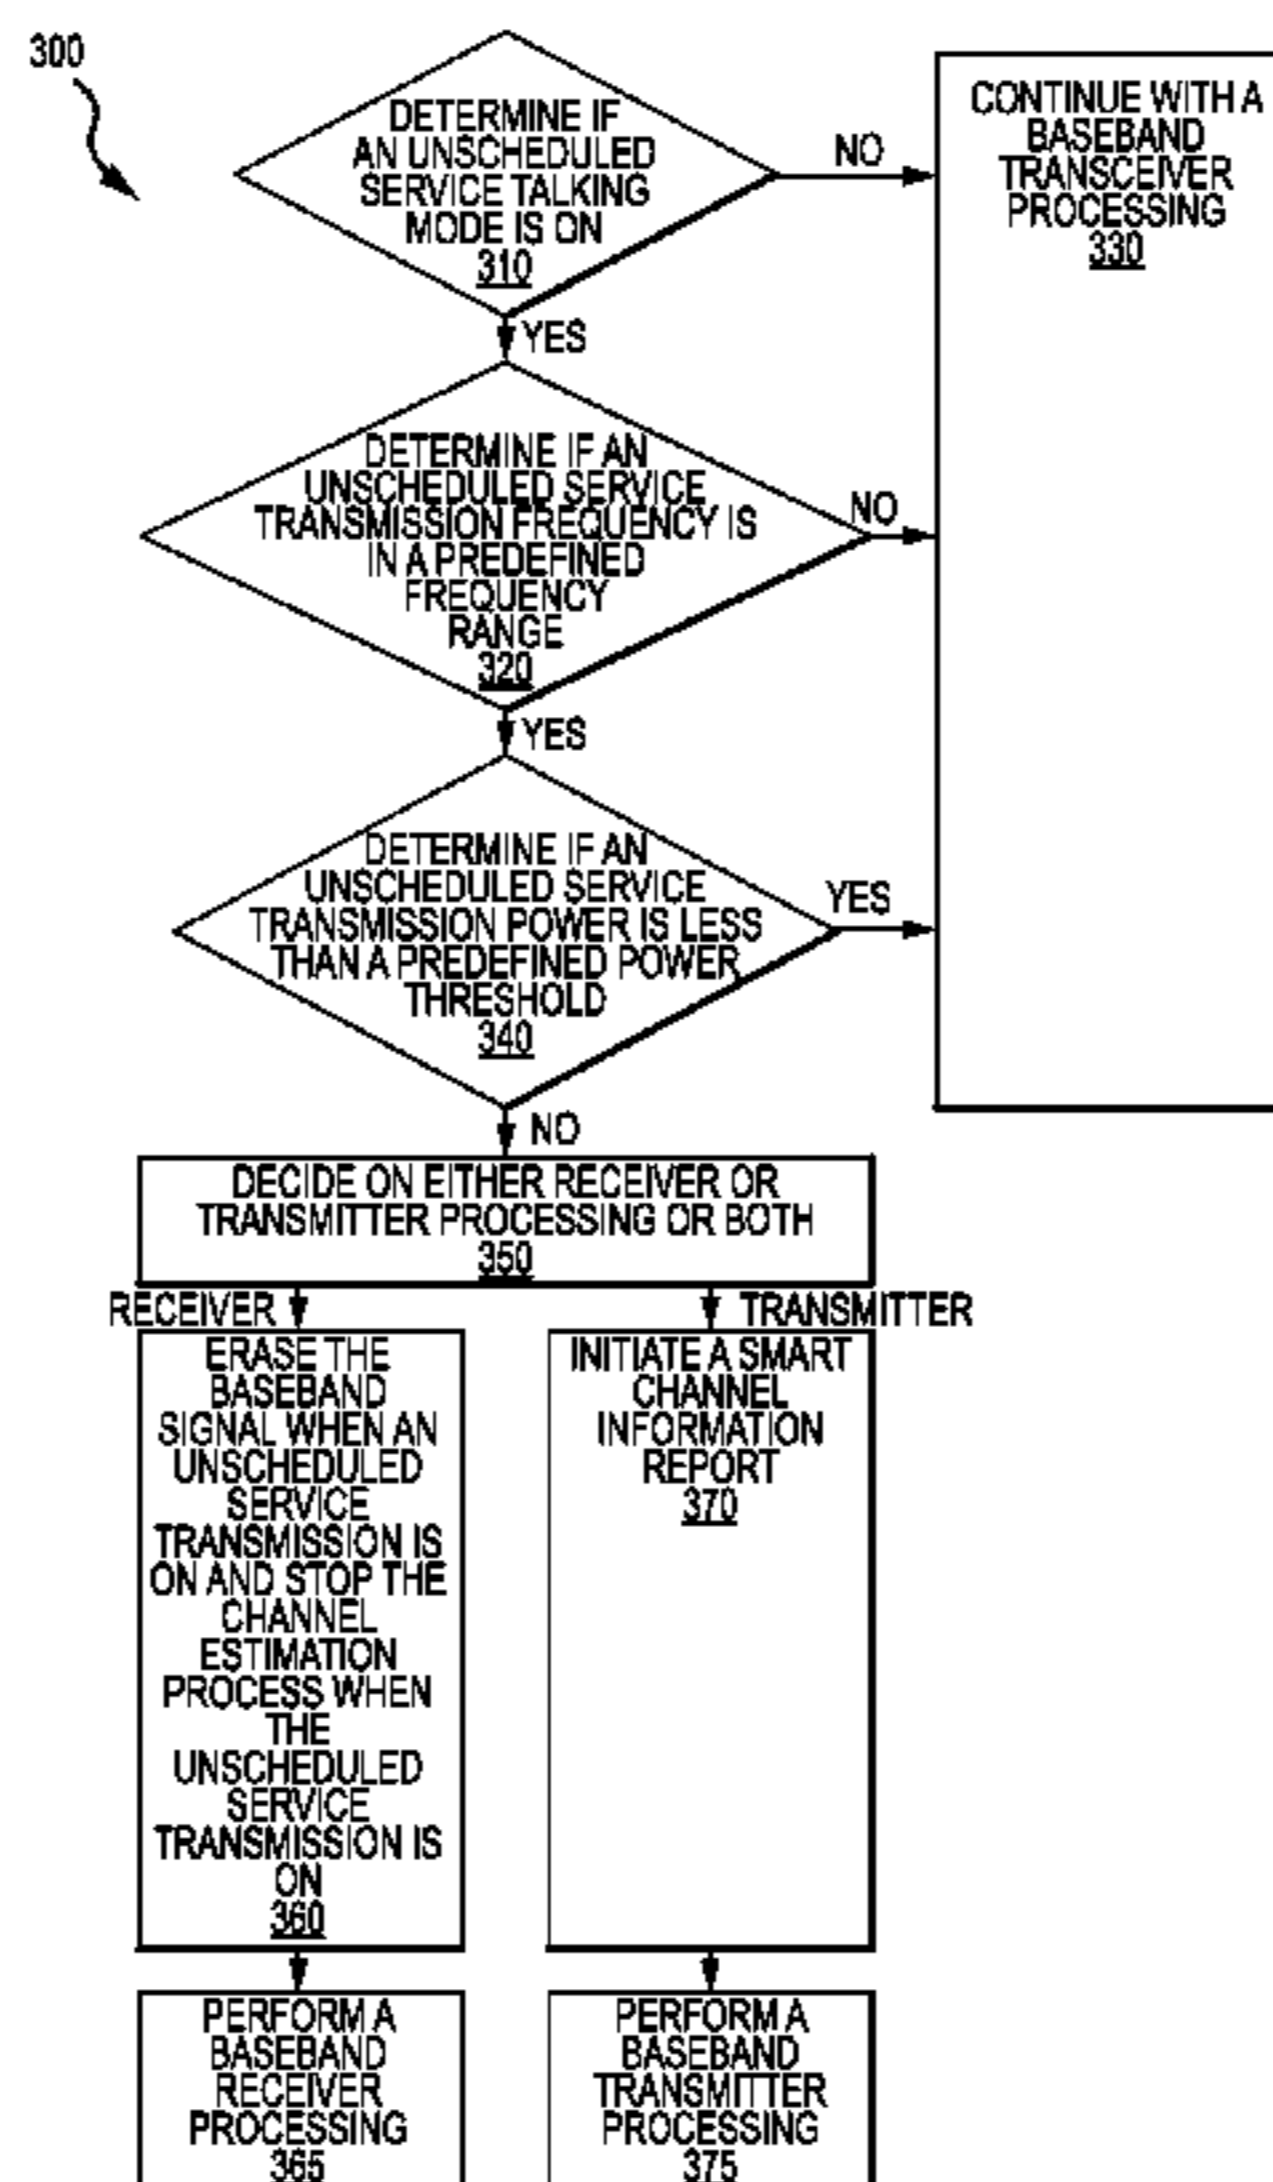 300
DETERMINE IF
AN UNSCHEDULED
SERVICE TALKING
MODE IS ON
310
NO
CONTINUE WITH A
BASEBAND
TRANSCEIVER
PROCESSING
330
YES
DETERMINE IF AN
UNSCHEDULED SERVICE
TRANSMISSION FREQUENCY IS
IN A PREDEFINED
FREQUENCY
RANGE
320
NO
YES
DETERMINE IF AN
UNSCHEDULED SERVICE
TRANSMISSION POWER IS LESS
THAN A PREDEFINED POWER
THRESHOLD
340
YES
NO
DECIDE ON EITHER RECEIVER OR
TRANSMITTER PROCESSING OR BOTH
350
RECEIVER
TRANSMITTER
ERASE THE
BASEBAND
SIGNAL WHEN AN
UNSCHEDULED
SERVICE
TRANSMISSION IS
ON AND STOP THE
CHANNEL
ESTIMATION
PROCESS WHEN
THE
UNSCHEDULED
SERVICE
TRANSMISSION IS
ON
360
INITIATE A SMART
CHANNEL
INFORMATION
REPORT
370
PERFORM A
BASEBAND
RECEIVER
PROCESSING
365
PERFORM A
BASEBAND
TRANSMITTER
PROCESSING
375